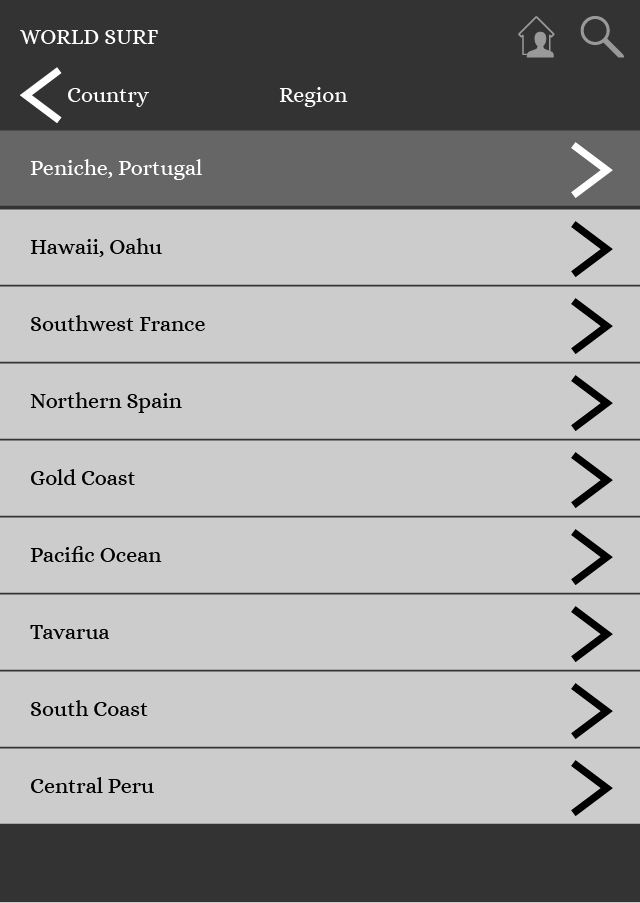 WORLD SURF
Country Region
Peniche, Portugal
Hawaii, Oahu
Southwest France
Northern Spain
Gold Coast
Pacific Ocean
Tavarua
South Coast
Central Peru